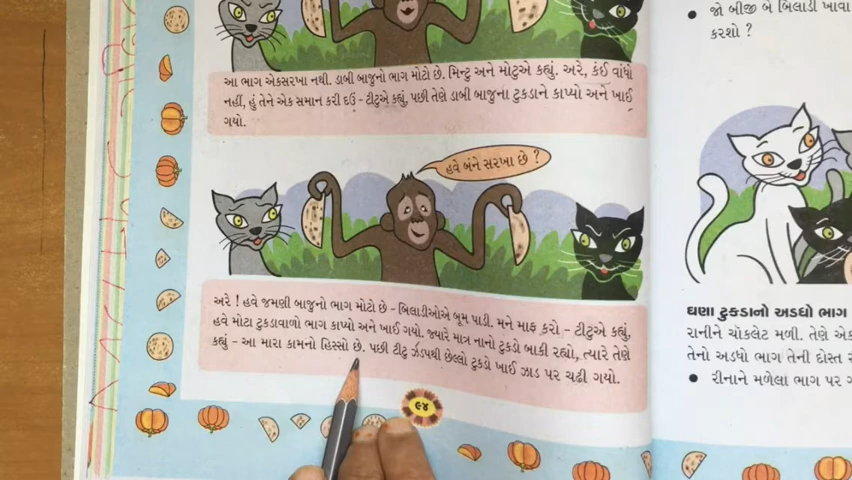 આ ભાગ એકસરખા નથી. ડાબી બાજુનો ભાગ મોટો છે. મિન્ટુ અને મોટુએ કહ્યું. અરે, કંઈ વાંધો
નહીં, હું તેને એક સમાન કરી દઉં - ટીટુએ કહ્યું, પછી તેણે ડાબી બાજુના ટુકડાને કાપ્યો અને ખાઈ
ગયો.
હવે બંને સરખા છે ?
અરે ! હવે જમણી બાજુનો ભાગ મોટો છે - બિલાડીઓએ બૂમ પાડી. મને માફ કરો - ટીટુએ કહ્યું,
હવે મોટા ટુકડાવાળો ભાગ કાપ્યો અને ખાઈ ગયો. જ્યારે માત્ર નાનો ટુકડો બાકી રહ્યો, ત્યારે તેણે
કહ્યું - આ મારા કામનો હિસ્સો છે. પછી ટીટુ ઝડપથી છેલ્લો ટુકડો ખાઈ ઝાડ પર ચઢી ગયો.
૯૪
● જો બીજી બે બિલાડી ખાવા
કરશો ?
ઘણા ટુકડાનો અડધો ભાગ
રાનીને ચૉકલેટ મળી. તેણે એક
તેનો અડધો ભાગ તેની દોસ્ત
● રીનાને મળેલા ભાગ પર